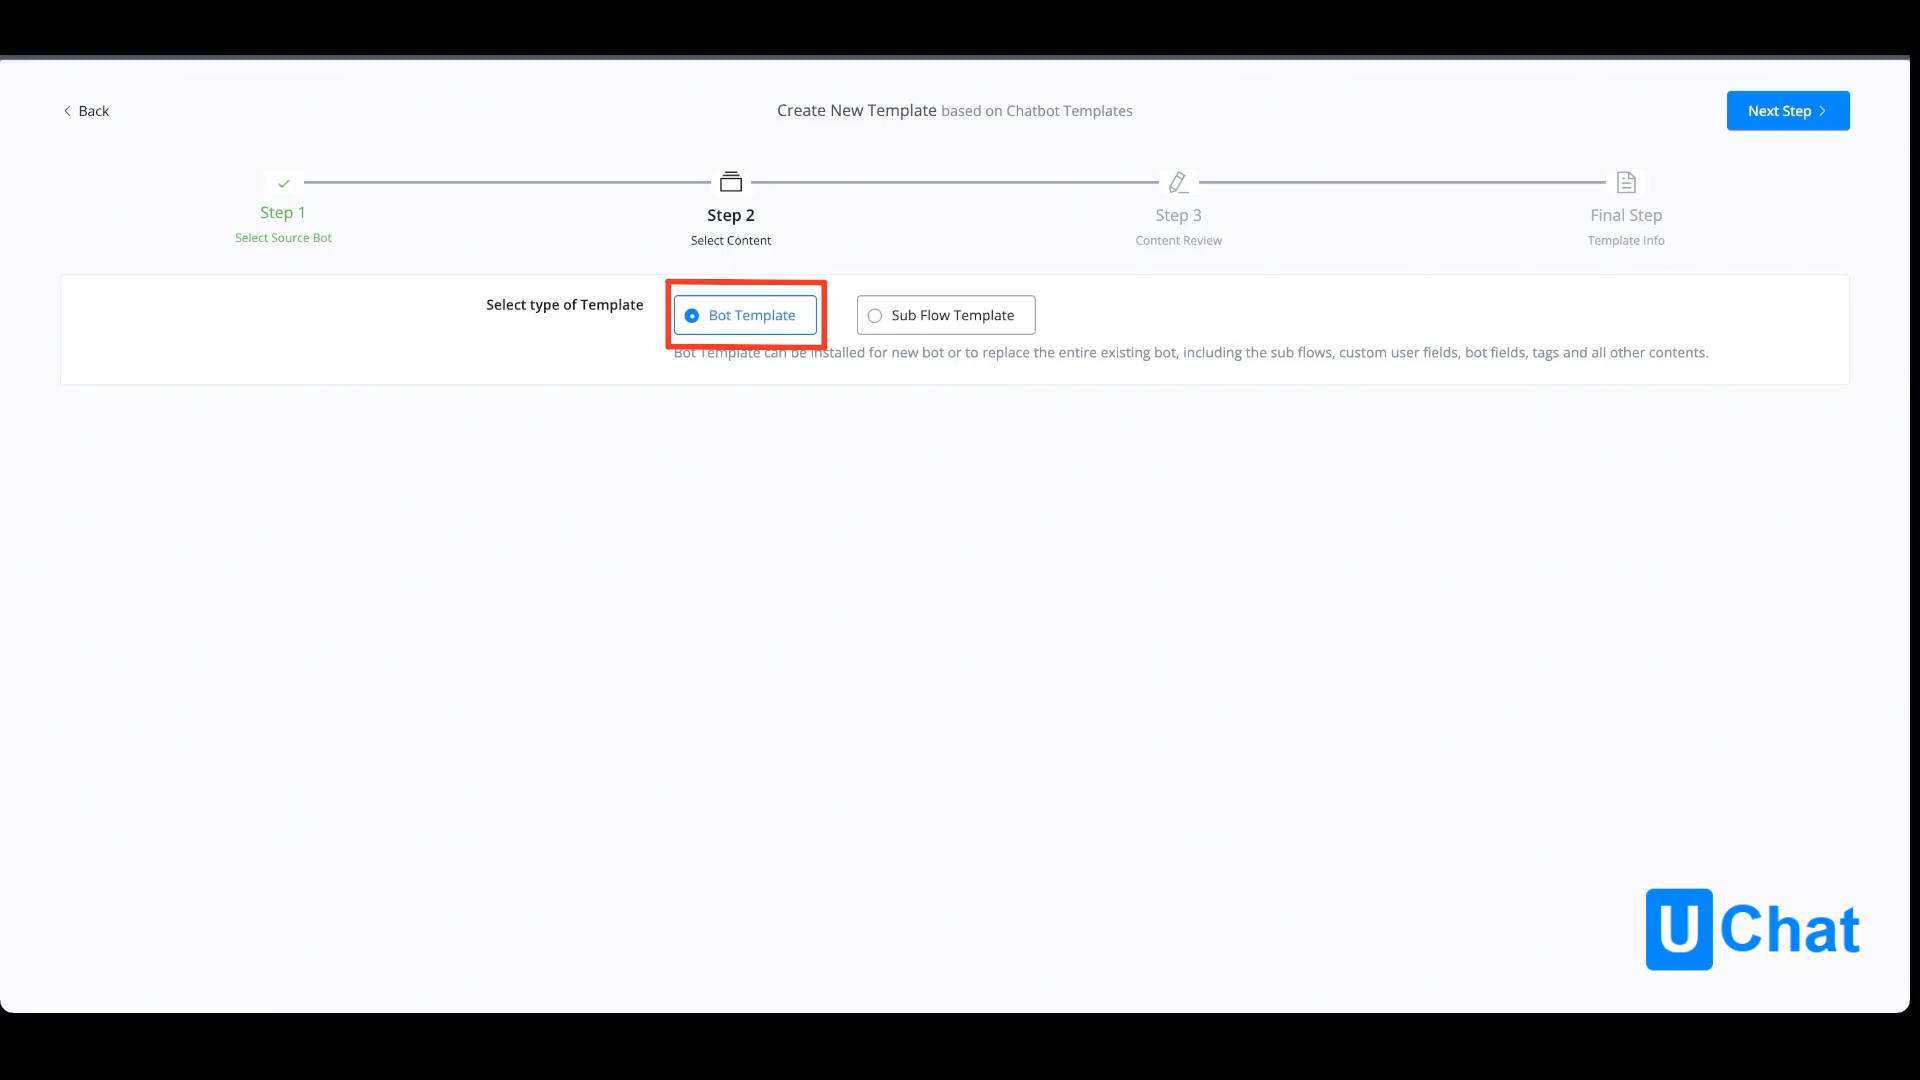 Back
Create New Template based on Chatbot Templates
Next Step
Step 1
Select Source Bot
Step 2
Select Content
Step 3
Content Review
Final Step
Template Info
Select type of Template
Bot Template
Sub Flow Template
Bot Template can be installed for new bot or to replace the entire existing bot, including the sub flows, custom user fields, bot fields, tags and all other contents.
U Chat